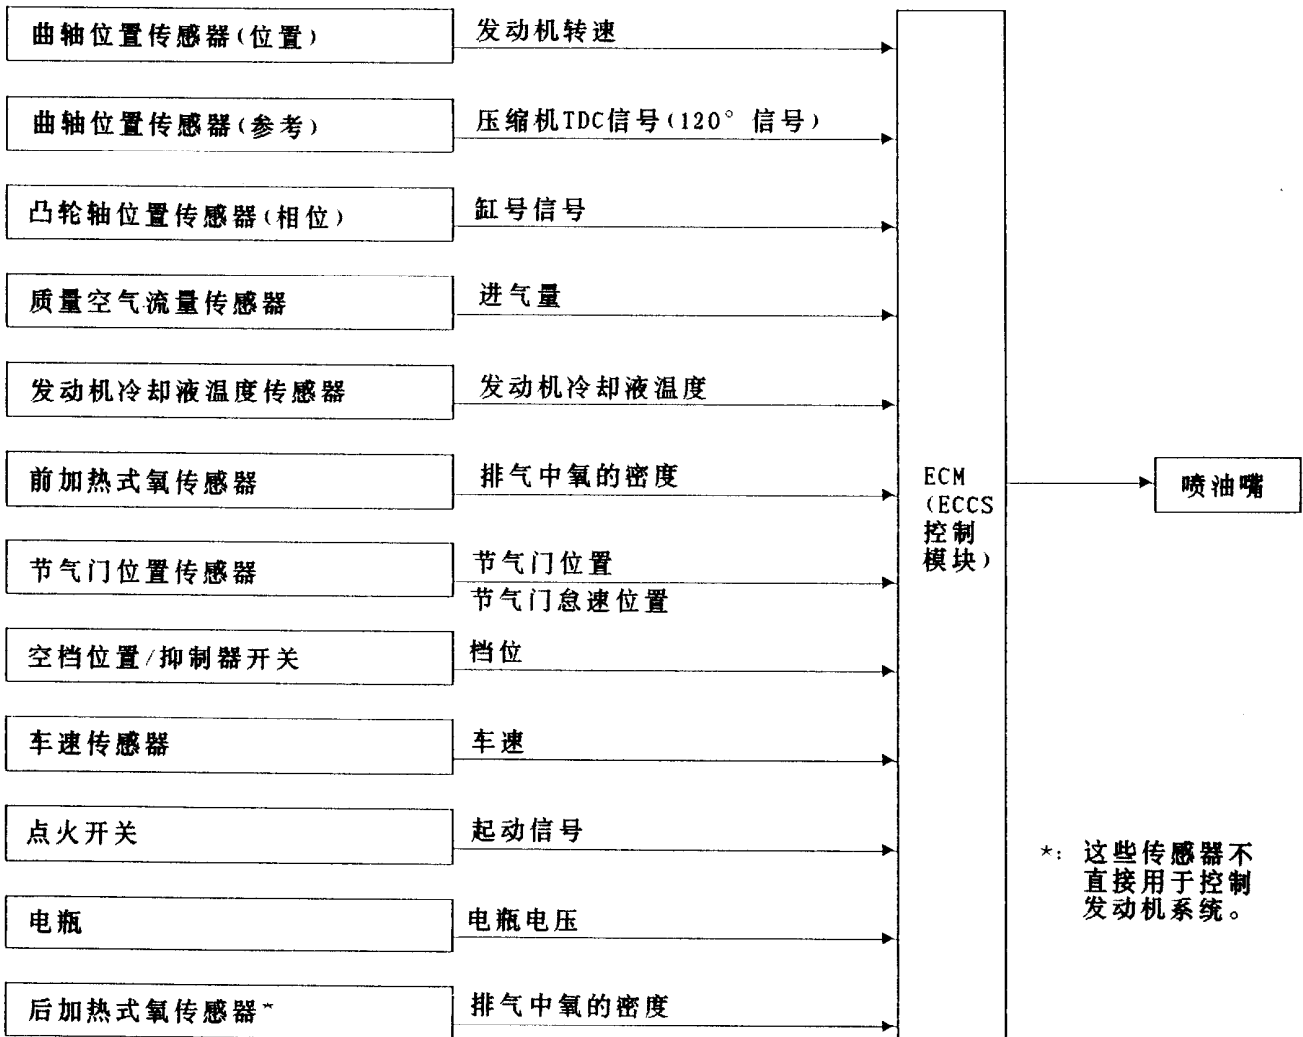 曲轴位置传感器(位置)
发动机转速
曲轴位置传感器(参考)
压缩机TDC信号(120° 信号)
凸轮轴位置传感器(相位)
缸号信号
质量空气流量传感器
进气量
发动机冷却液温度传感器
发动机冷却液温度
前加热式氧传感器
排气中氧的密度
节气门位置传感器
节气门位置
节气门怠速位置
空档位置/抑制器开关
档位
车速传感器
车速
点火开关
起动信号
电瓶
电瓶电压
后加热式氧传感器*
排气中氧的密度
ECM
(ECCS
控制
模块)
喷油嘴
*: 这些传感器不
直接用于控制
发动机系统。